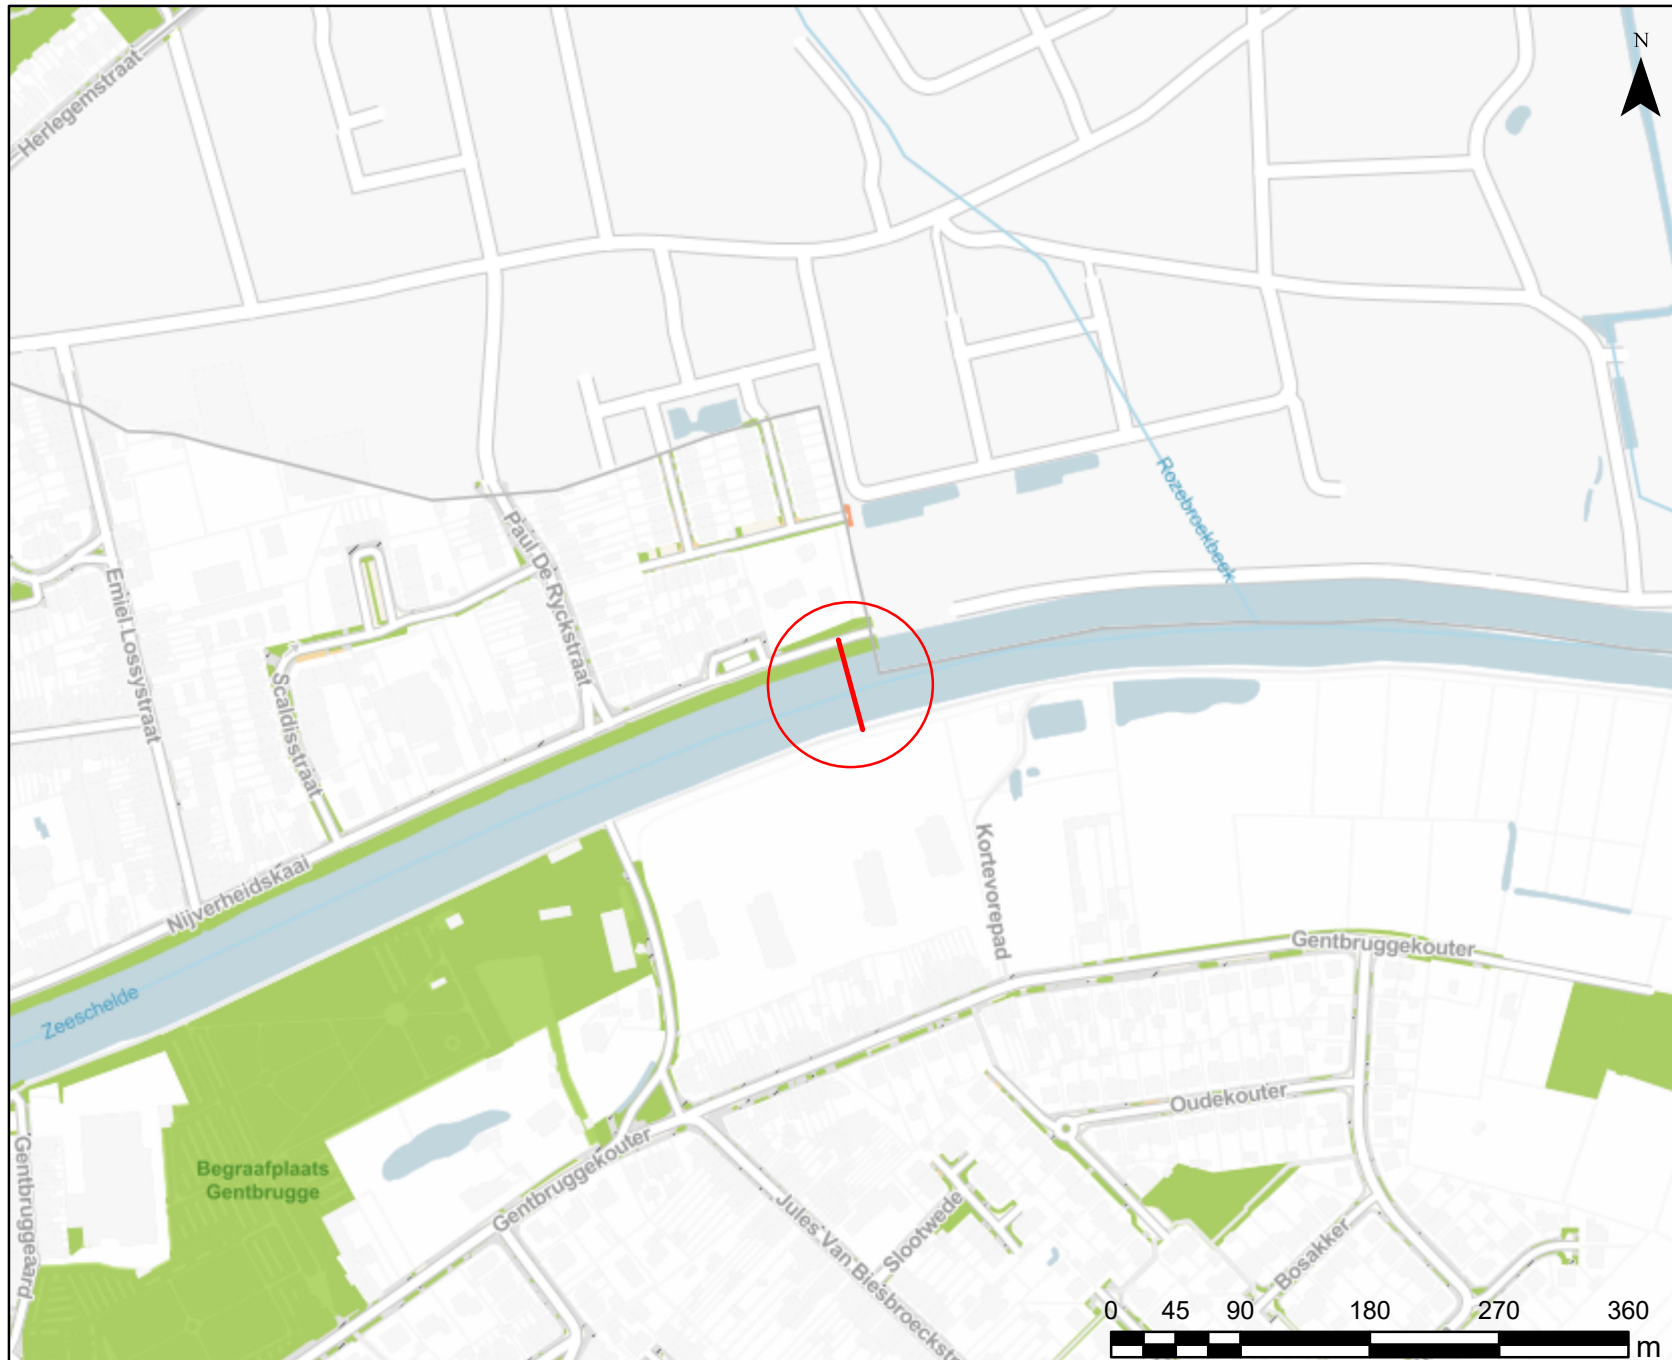 N
Herlegemstraat
Rozebroekbeek
Paul De Ryckstraat
Emiel Lossystraat
Scaldisstraat
Nijverheidskaai
Kortevorepad
Gentbruggekouter
Zeeschelde
Oudekouter
Begraafplaats
Gentbrugge
Gentbruggekouter
Gentbruggeaard
Jules Van Biesbroeckstr
Slootwede
Bosakker
0 45 90 180 270 360
m